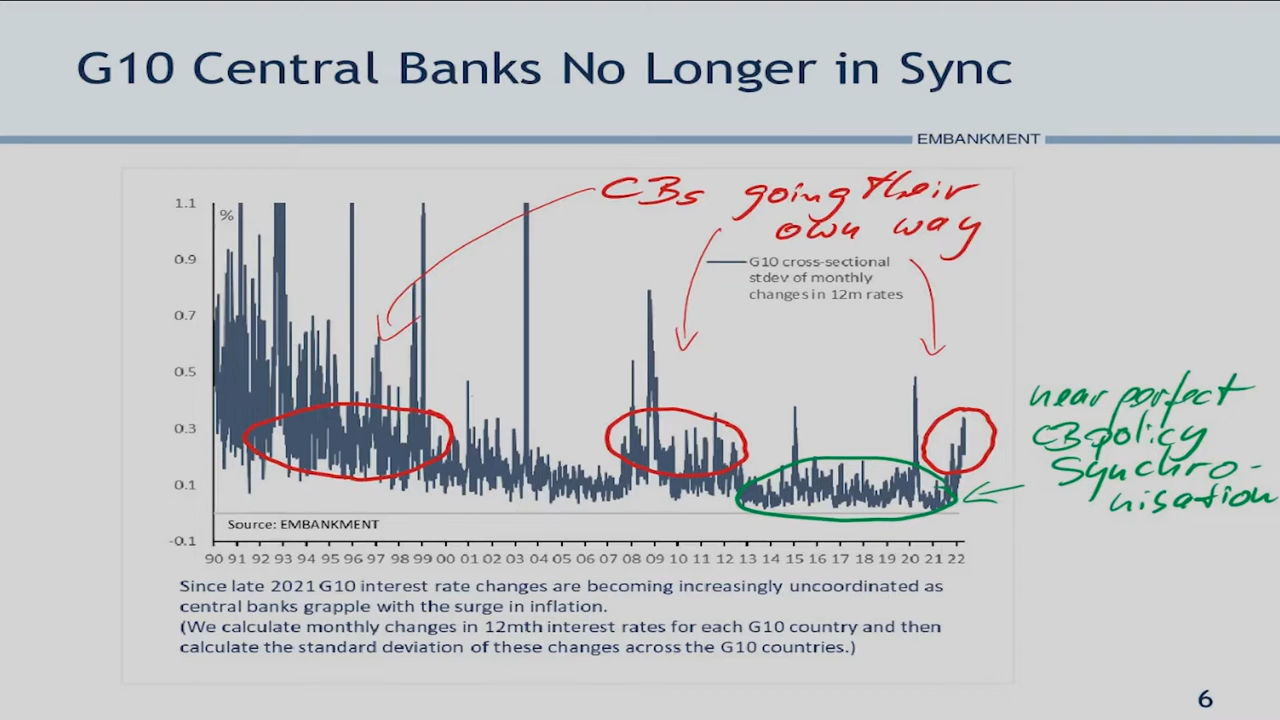 G10 Central Banks No Longer in Sync
EMBANKMENT
CBs going their
own way
1.1
%
0.9
G10 cross-sectional
stdev of monthly
changes in 12m rates
0.7
0.5
near perfect
CB policy
Synchro-
nisation
0.3
0.1
Source: EMBANKMENT
-0.1
90 91 92 93 94 95 96 97 98 99 00 01 02 03 04 05 06 07 08 09 10 11 12 13 14 15 16 17 18 19 20 21 22
Since late 2021 G10 interest rate changes are becoming increasingly uncoordinated as
central banks grapple with the surge in inflation.
(We calculate monthly changes in 12mth interest rates for each G10 country and then
calculate the standard deviation of these changes across the G10 countries.)
6